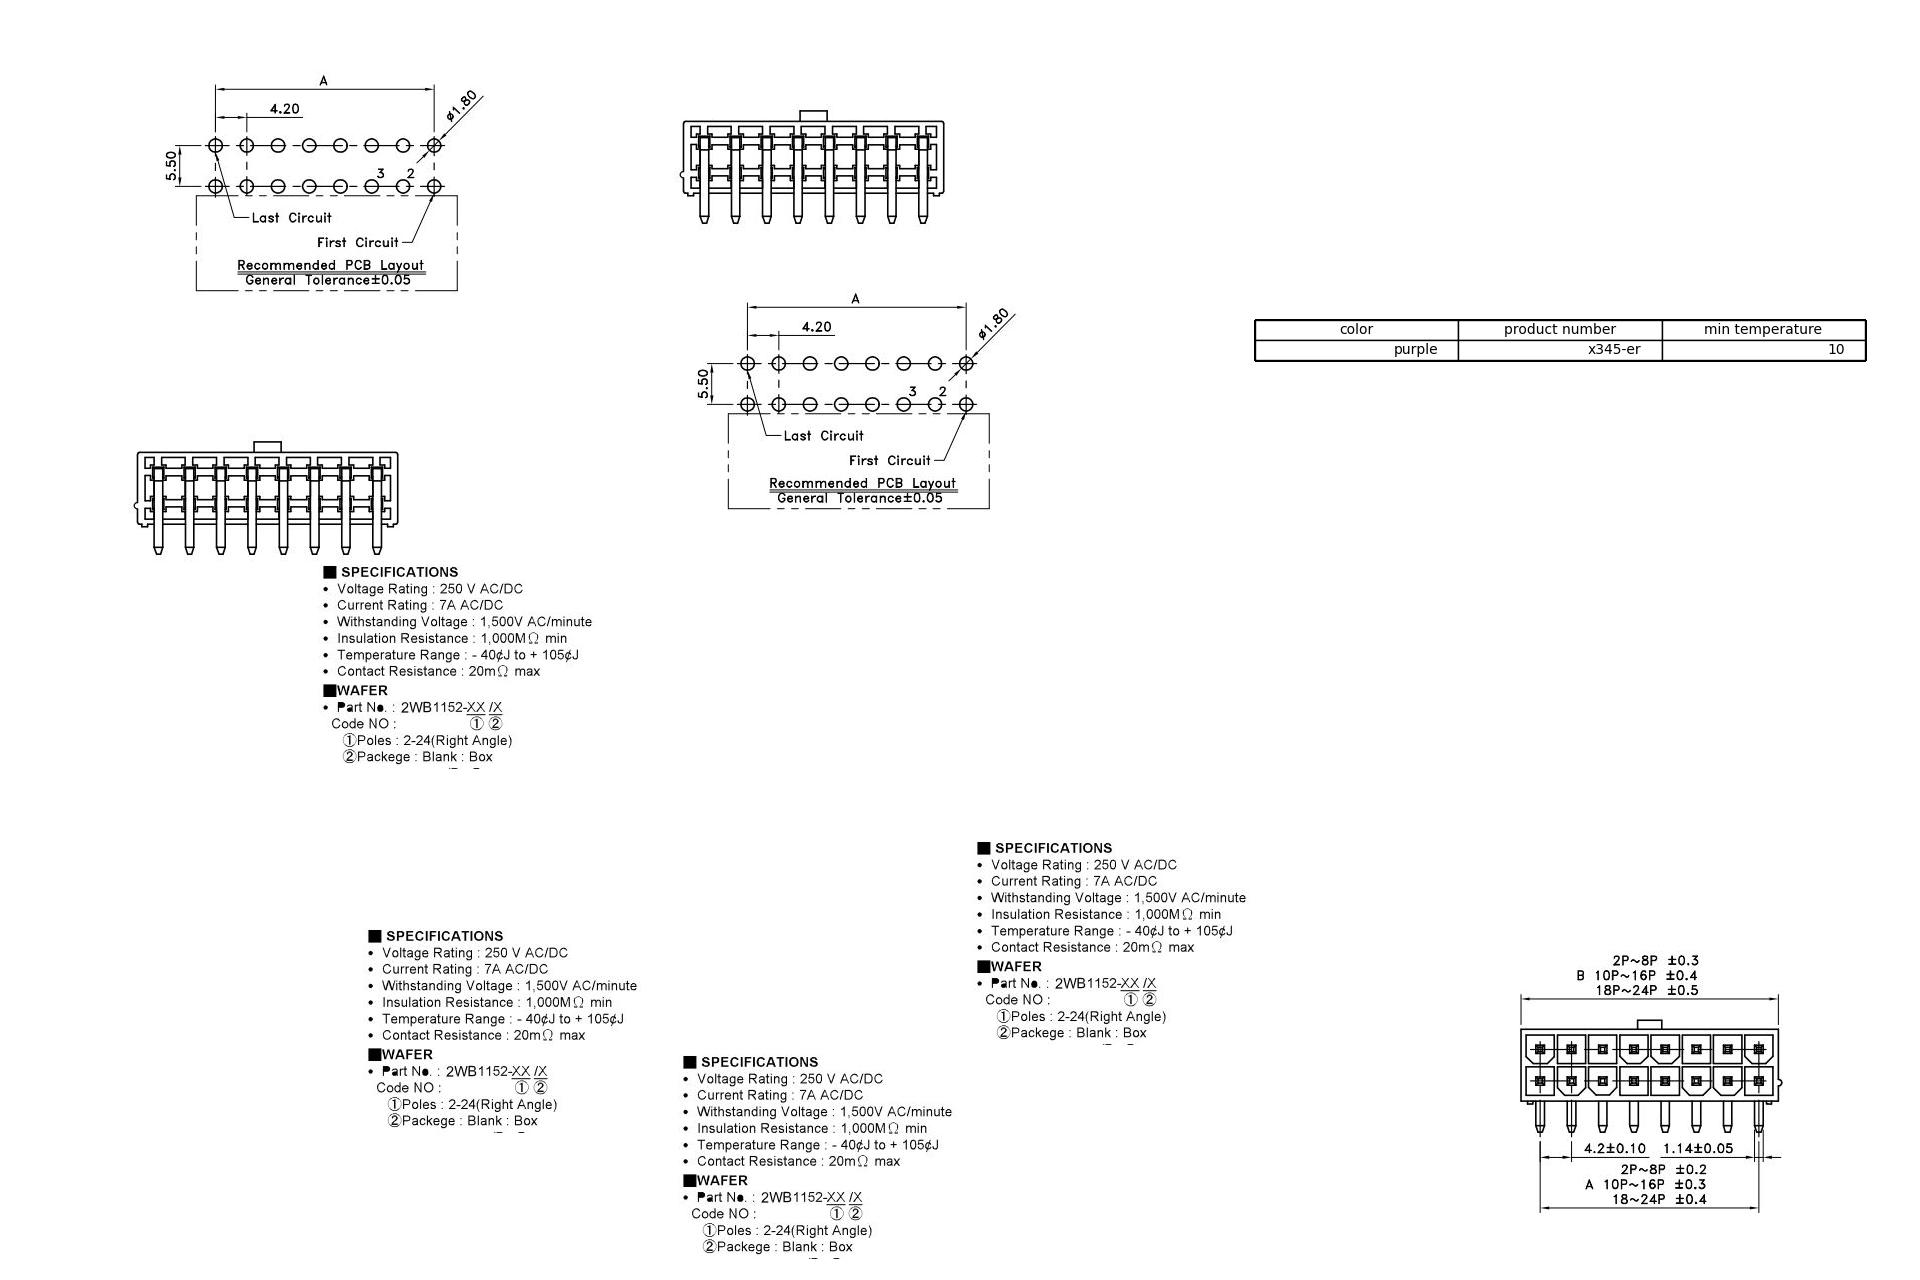 A
4.20
ø1.80
5.50
3 2
Last Circuit
First Circuit
Recommended PCB Layout
General Tolerance±0.05
A
4.20
ø1.80
5.50
3 2
Last Circuit
First Circuit
Recommended PCB Layout
General Tolerance±0.05
color product number min temperature
purple x345-er 10
■ SPECIFICATIONS
• Voltage Rating : 250 V AC/DC
• Current Rating : 7A AC/DC
• Withstanding Voltage : 1,500V AC/minute
• Insulation Resistance : 1,000MΩ min
• Temperature Range : - 40¢J to + 105¢J
• Contact Resistance : 20mΩ max
■WAFER
• Part No. : 2WB1152-XX /X
Code NO : ① ②
①Poles : 2-24(Right Angle)
②Packege : Blank : Box
■ SPECIFICATIONS
• Voltage Rating : 250 V AC/DC
• Current Rating : 7A AC/DC
• Withstanding Voltage : 1,500V AC/minute
• Insulation Resistance : 1,000MΩ min
• Temperature Range : - 40¢J to + 105¢J
• Contact Resistance : 20mΩ max
■WAFER
• Part No. : 2WB1152-XX /X
Code NO : ① ②
①Poles : 2-24(Right Angle)
②Packege : Blank : Box
■ SPECIFICATIONS
• Voltage Rating : 250 V AC/DC
• Current Rating : 7A AC/DC
• Withstanding Voltage : 1,500V AC/minute
• Insulation Resistance : 1,000MΩ min
• Temperature Range : - 40¢J to + 105¢J
• Contact Resistance : 20mΩ max
■WAFER
• Part No. : 2WB1152-XX /X
Code NO : ① ②
①Poles : 2-24(Right Angle)
②Packege : Blank : Box
■ SPECIFICATIONS
• Voltage Rating : 250 V AC/DC
• Current Rating : 7A AC/DC
• Withstanding Voltage : 1,500V AC/minute
• Insulation Resistance : 1,000MΩ min
• Temperature Range : - 40¢J to + 105¢J
• Contact Resistance : 20mΩ max
■WAFER
• Part No. : 2WB1152-XX /X
Code NO : ① ②
①Poles : 2-24(Right Angle)
②Packege : Blank : Box
2P~8P ±0.3
B 10P~16P ±0.4
18P~24P ±0.5
4.2±0.10 1.14±0.05
2P~8P ±0.2
A 10P~16P ±0.3
18~24P ±0.4